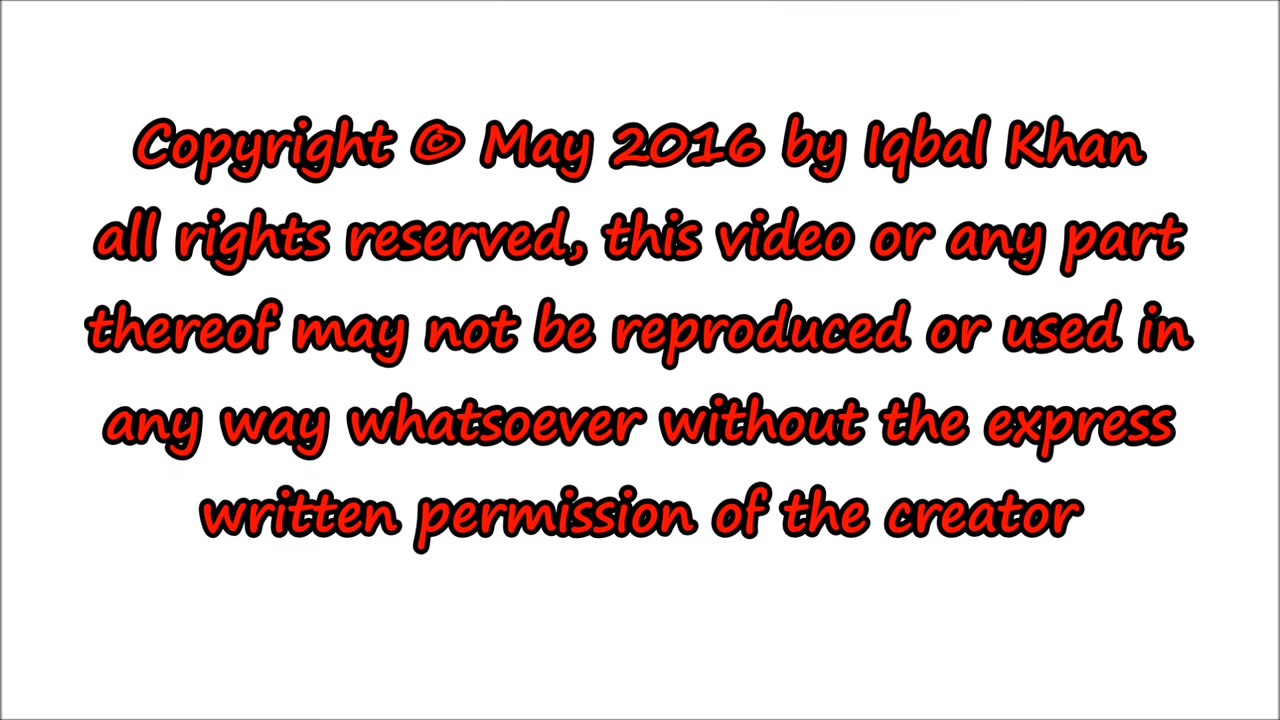 Copyright © May 2016 by Iqbal Khan
all rights reserved, this video or any part
thereof may not be reproduced or used in
any way whatsoever without the express
written permission of the creator